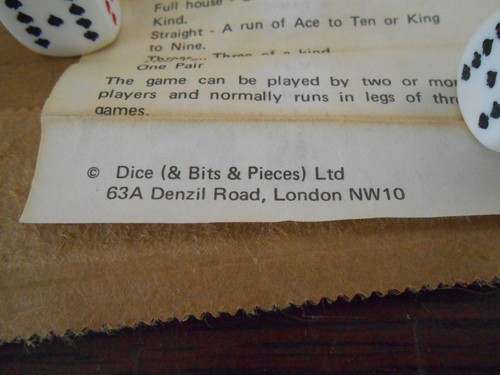 Full house -
Kind.
Straight - A run of Ace to Ten or King
to Nine.
Three of a kind
One Pair
The game can be played by two or
players and normally runs in legs of
games.
© Dice (& Bits & Pieces) Ltd
63A Denzil Road, London NW10